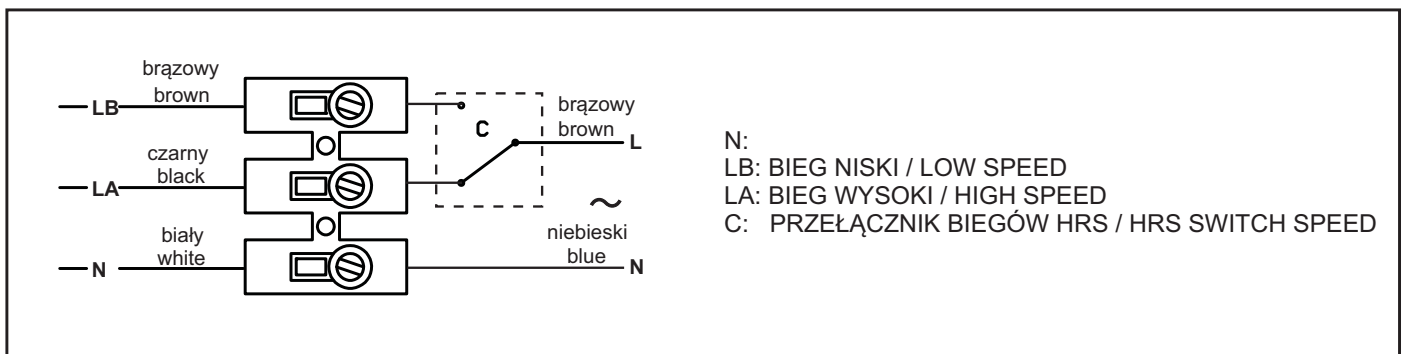 brązowy
brown
LB
czarny
black
LA
biały
white
N
C
brązowy
brown
L
~
niebieski
blue
N
N:
LB: BIEG NISKI / LOW SPEED
LA: BIEG WYSOKI / HIGH SPEED
C: PRZEŁĄCZNIK BIEGÓW HRS / HRS SWITCH SPEED